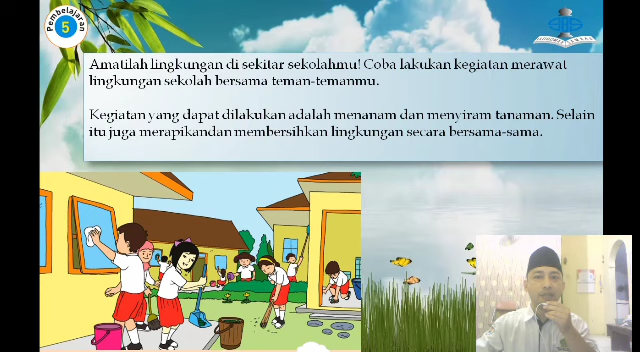 Pembelajaran
5
Amatilah lingkungan di sekitar sekolahmu! Coba lakukan kegiatan merawat
lingkungan sekolah bersama teman-temanmu.
Kegiatan yang dapat dilakukan adalah menanam dan menyiram tanaman. Selain
itu juga merapikandan membersihkan lingkungan secara bersama-sama.